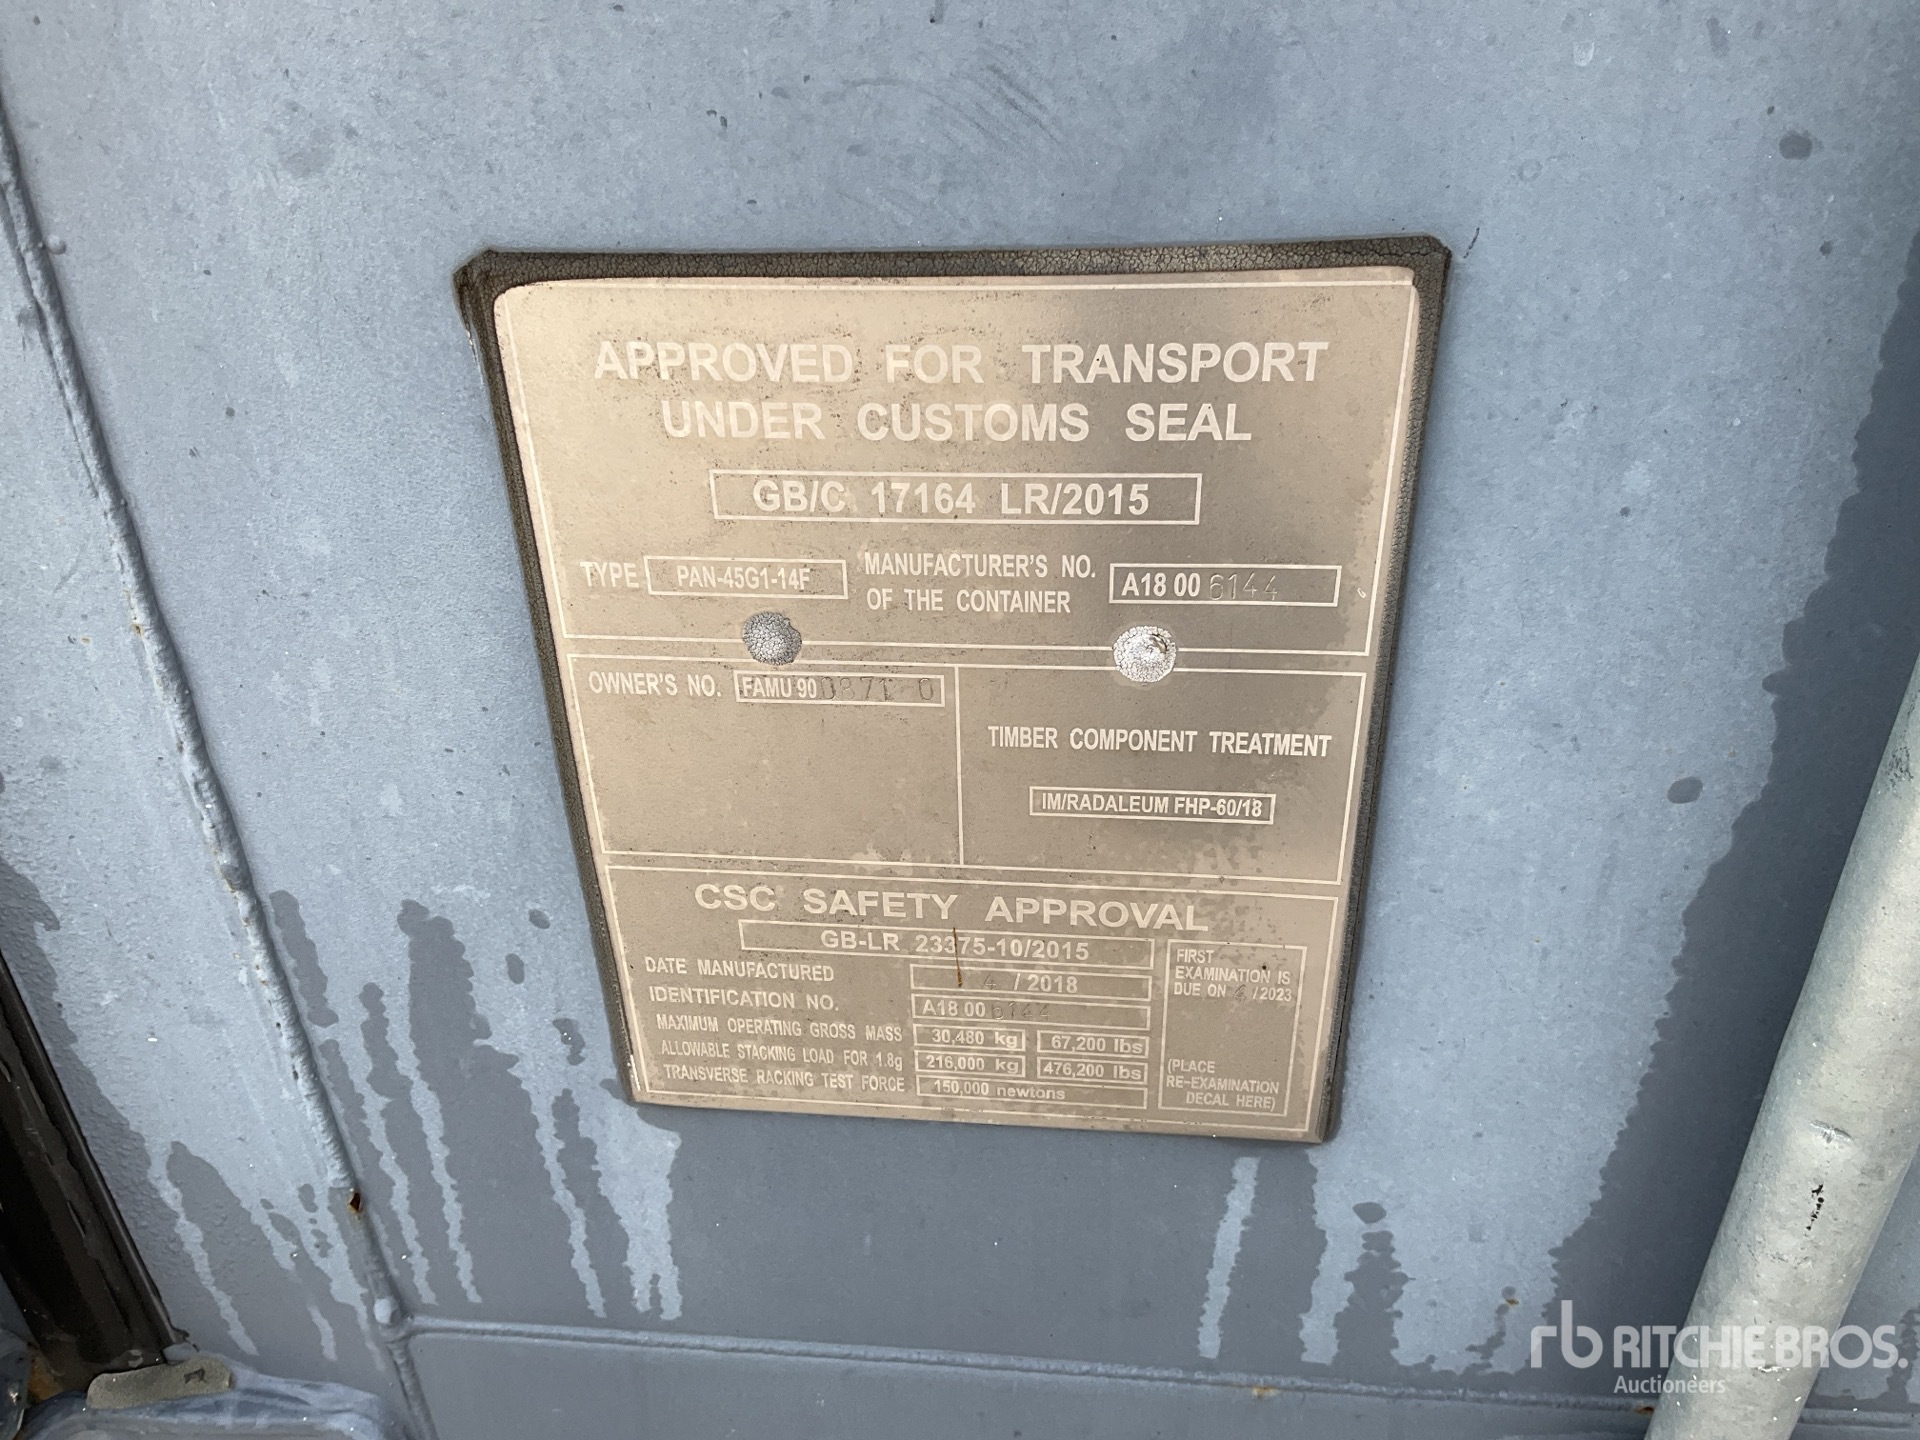 APPROVED FOR TRANSPORT
UNDER CUSTOMS SEAL
GB/C 17164 LR/2015
TYPE PAN-45G1-14F MANUFACTURER'S NO. OF THE CONTAINER A18 00 6144
OWNER'S NO. FAMU 90 0871-0
TIMBER COMPONENT TREATMENT
IM/RADALEUM FHP-60/18
CSC SAFETY APPROVAL
GB-LR 23375-10/2015
DATE MANUFACTURED 4 / 2018
IDENTIFICATION NO. A18 00 6144
MAXIMUM OPERATING GROSS MASS 30,480 kg 67,200 lbs
ALLOWABLE STACKING LOAD FOR 1.8g 216,000 kg 476,200 lbs
TRANSVERSE RACKING TEST FORCE 150,000 newtons
FIRST
EXAMINATION IS
DUE ON /2023
(PLACE
RE-EXAMINATION
DECAL HERE)
rb RITCHIE BROS.
Auctioneers